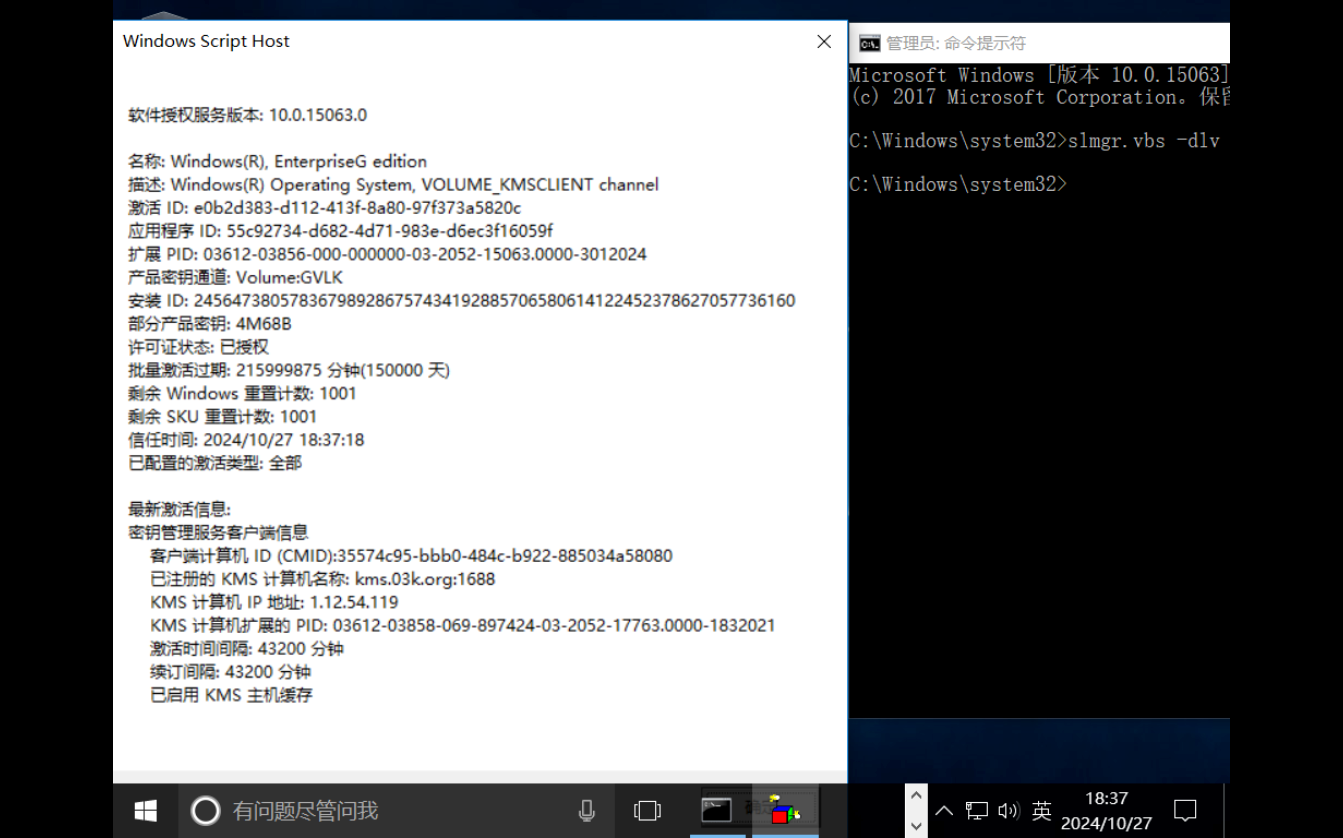 Windows Script Host
软件授权服务版本: 10.0.15063.0
名称: Windows(R), EnterpriseG edition
描述: Windows(R) Operating System, VOLUME_KMSCLIENT channel
激活 ID: e0b2d383-d112-413f-8a80-97f373a5820c
应用程序 ID: 55c92734-d682-4d71-983e-d6ec3f16059f
扩展 PID: 03612-03856-000-000000-03-2052-15063.0000-3012024
产品密钥通道: Volume:GVLK
安装 ID: 245647380578367989286757434192885706580614122452378627057736160
部分产品密钥: 4M68B
许可证状态: 已授权
批量激活过期: 215999875 分钟(150000 天)
剩余 Windows 重置计数: 1001
剩余 SKU 重置计数: 1001
信任时间: 2024/10/27 18:37:18
已配置的激活类型: 全部
最新激活信息:
密钥管理服务客户端信息
客户端计算机 ID (CMID):35574c95-bbb0-484c-b922-885034a58080
已注册的 KMS 计算机名称: kms.03k.org:1688
KMS 计算机 IP 地址: 1.12.54.119
KMS 计算机扩展的 PID: 03612-03858-069-897424-03-2052-17763.0000-1832021
激活时间间隔: 43200 分钟
续订间隔: 43200 分钟
已启用 KMS 主机缓存
管理员: 命令提示符
Microsoft Windows [版本 10.0.15063]
(c) 2017 Microsoft Corporation。保留
C:\Windows\system32>slmgr.vbs -dlv
C:\Windows\system32>
有问题尽管问我
确定
英
18:37
2024/10/27